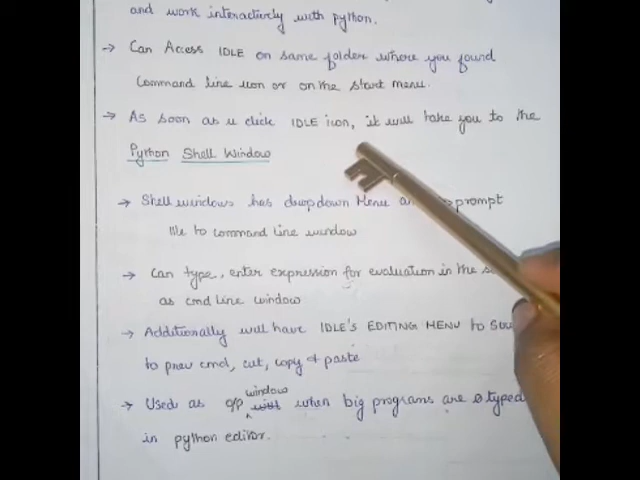 and work interactively with python.
→ Can Access IDLE on same folder where you found
Command line icon or on the start menu.
→ As soon as u click IDLE icon, it will take you to the
Python Shell Window
→ Shell windows has dropdown Menu prompt
lle to command line window
→ Can type, enter expression for evaluation in the
as cmd line window
→ Additionally will have IDLE'S EDITING MENU to
to prev cmd, cut, copy & paste
→ Used as o/p window when big programs are typed
in python editor.